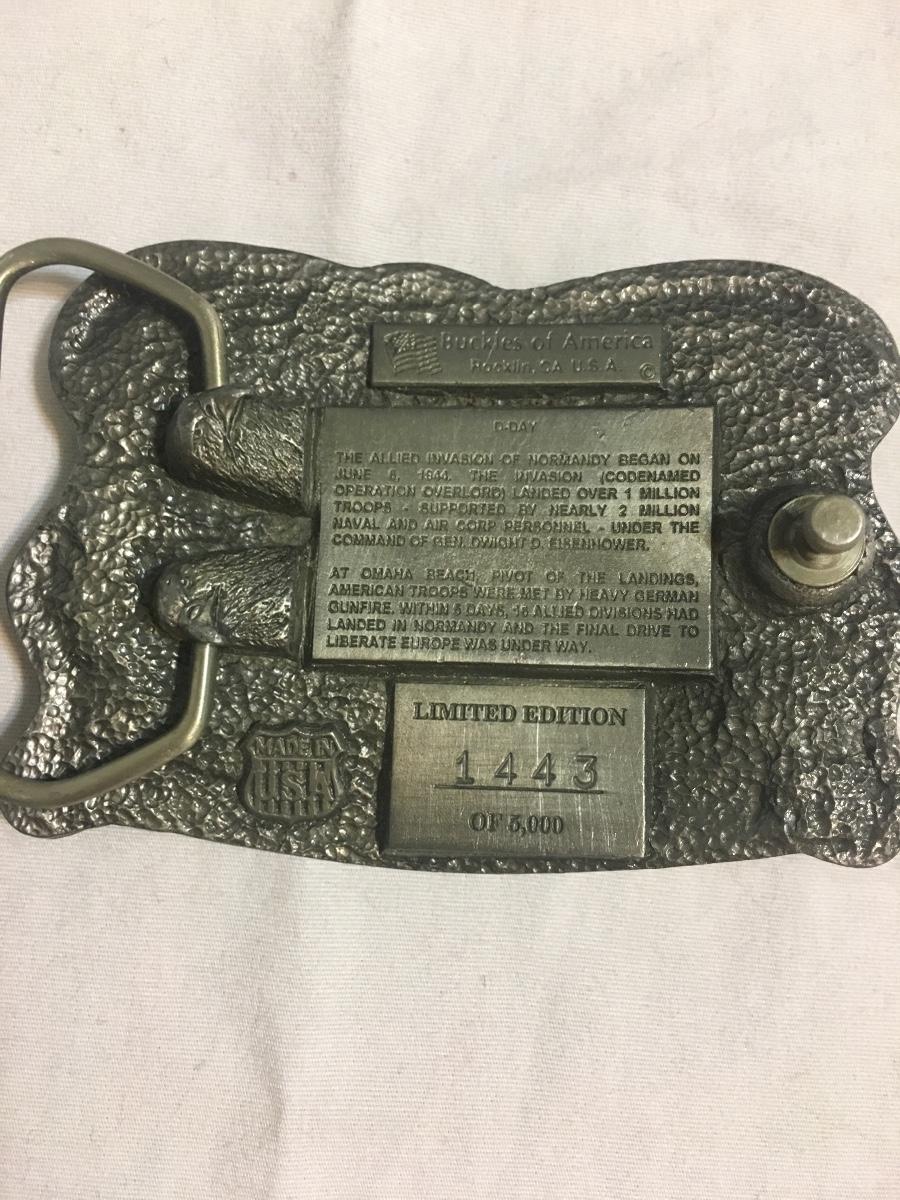 Buckles of America
Rocklin, CA U.S.A. ©
D-DAY
THE ALLIED INVASION OF NORMANDY BEGAN ON
JUNE 6, 1944. THE INVASION (CODENAMED
OPERATION OVERLORD) LANDED OVER 1 MILLION
TROOPS - SUPPORTED BY NEARLY 2 MILLION
NAVAL AND AIR CORP PERSONNEL - UNDER THE
COMMAND OF GEN. DWIGHT D. EISENHOWER.
AT OMAHA BEACH, PIVOT OF THE LANDINGS,
AMERICAN TROOPS WERE MET BY HEAVY GERMAN
GUNFIRE. WITHIN 5 DAYS, 16 ALLIED DIVISIONS HAD
LANDED IN NORMANDY AND THE FINAL DRIVE TO
LIBERATE EUROPE WAS UNDER WAY.
LIMITED EDITION
1443
OF 5,000
MADE IN
USA